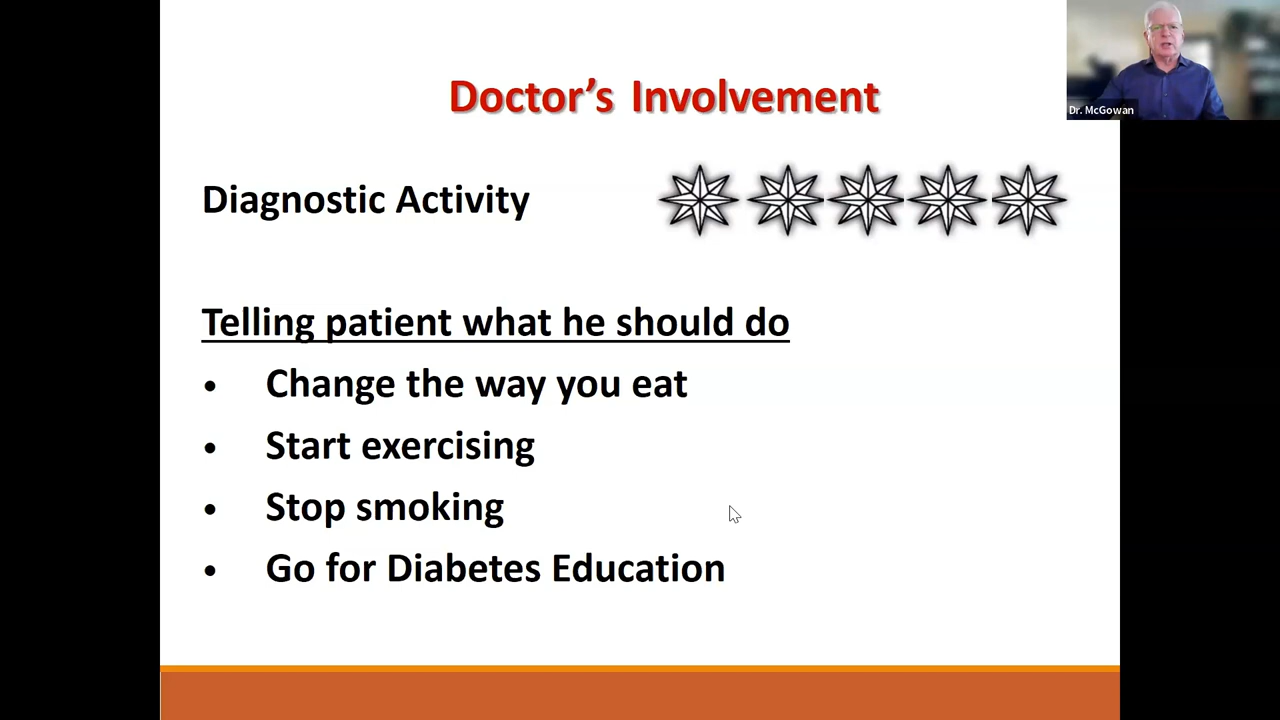 Doctor's Involvement
Dr. McGowan
Diagnostic Activity
Telling patient what he should do
• Change the way you eat
• Start exercising
• Stop smoking
• Go for Diabetes Education